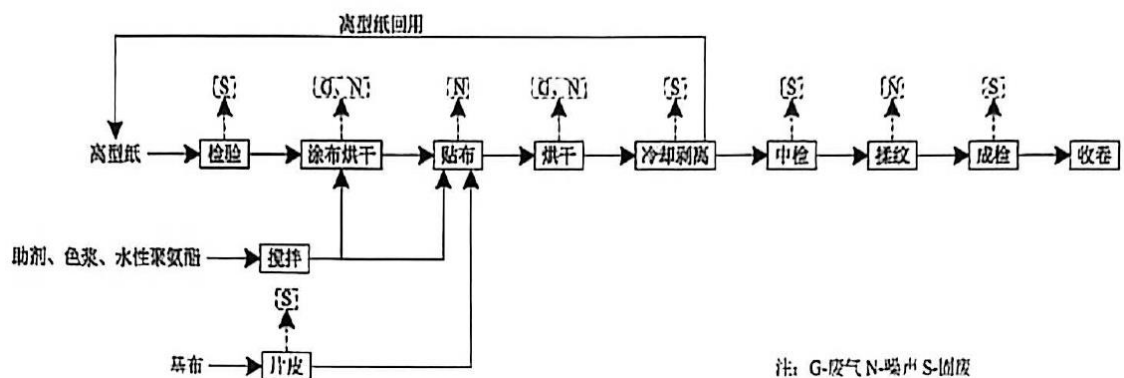 离型纸回用
[S] [G、N] [N] [G、N] [S] [S] [N] [S]
离型纸 检验 涂布烘干 贴布 烘干 冷却剥离 中检 揉纹 成检 收卷
助剂、色浆、水性聚氨酯 搅拌
[S]
基布 片皮
注：G-废气 N-噪声 S-固废